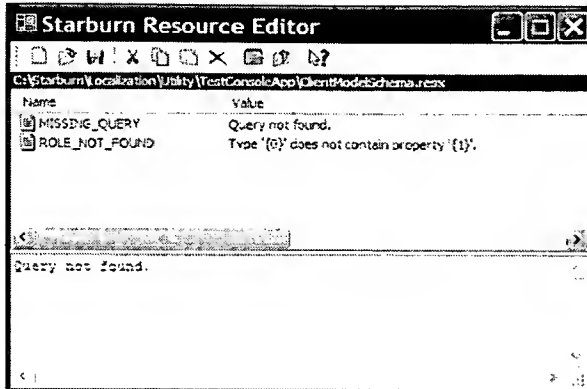 Starburn Resource Editor
C:\Starburn\Localization\Utility\TestConsoleApp\ClientModelSchema.resx
Name Value
MISSING_QUERY Query not found.
ROLE_NOT_FOUND Type '{0}' does not contain property '{1}'.
Query not found.